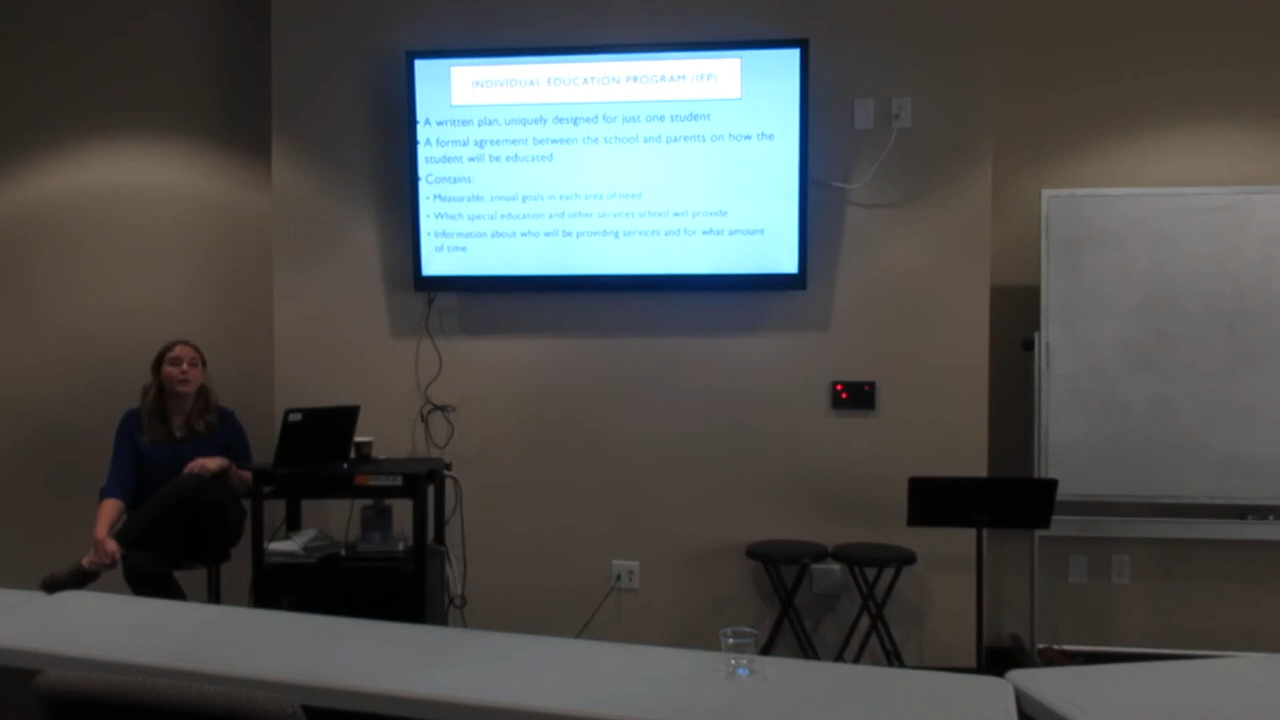 INDIVIDUAL EDUCATION PROGRAM (IEP)
• A written plan, uniquely designed for just one student
• A formal agreement between the school and parents on how the
student will be educated
• Contains:
• Measurable, annual goals in each area of need
• Which special education and other services school will provide
• Information about who will be providing services and for what amount
of time